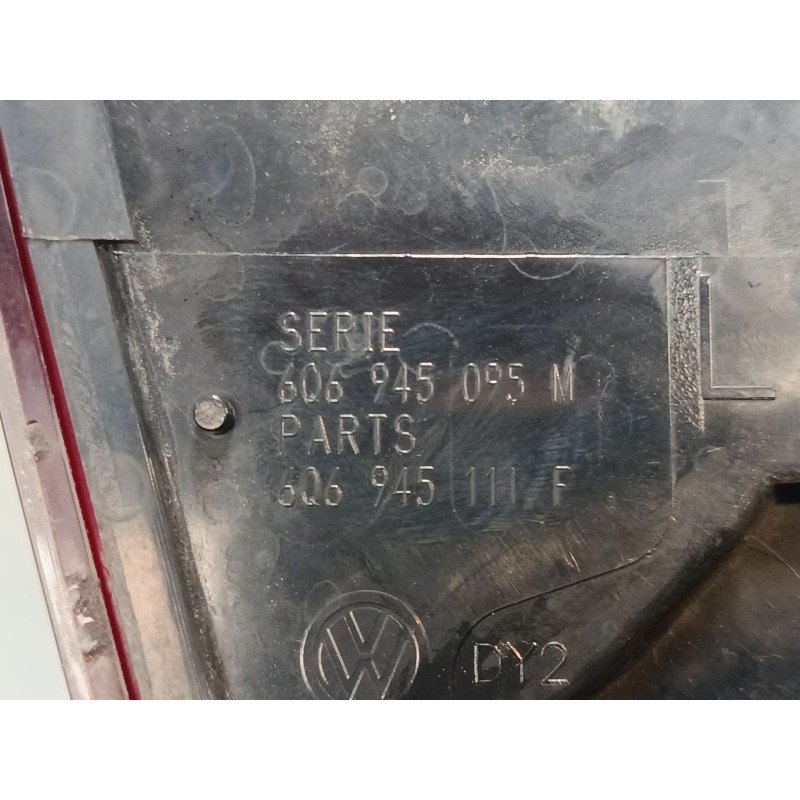 SERIE
6Q6 945 095 M
PARTS
6Q6 945 111 F
L
VW
DY2